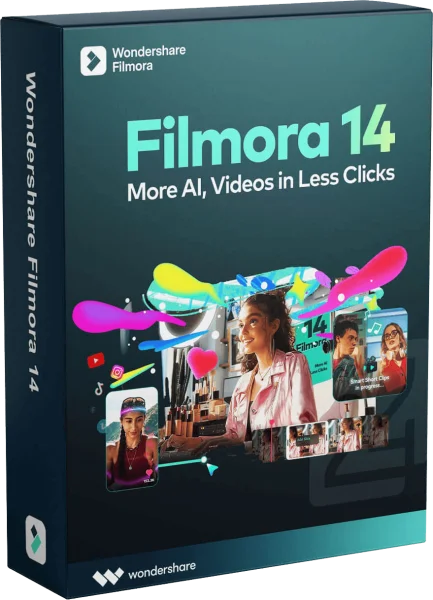 Wondershare
Filmora
Filmora 14
More AI, Videos in Less Clicks
Wondershare Filmora 14
14
Filmora
Smart Short Clips
in progress...
wondershare